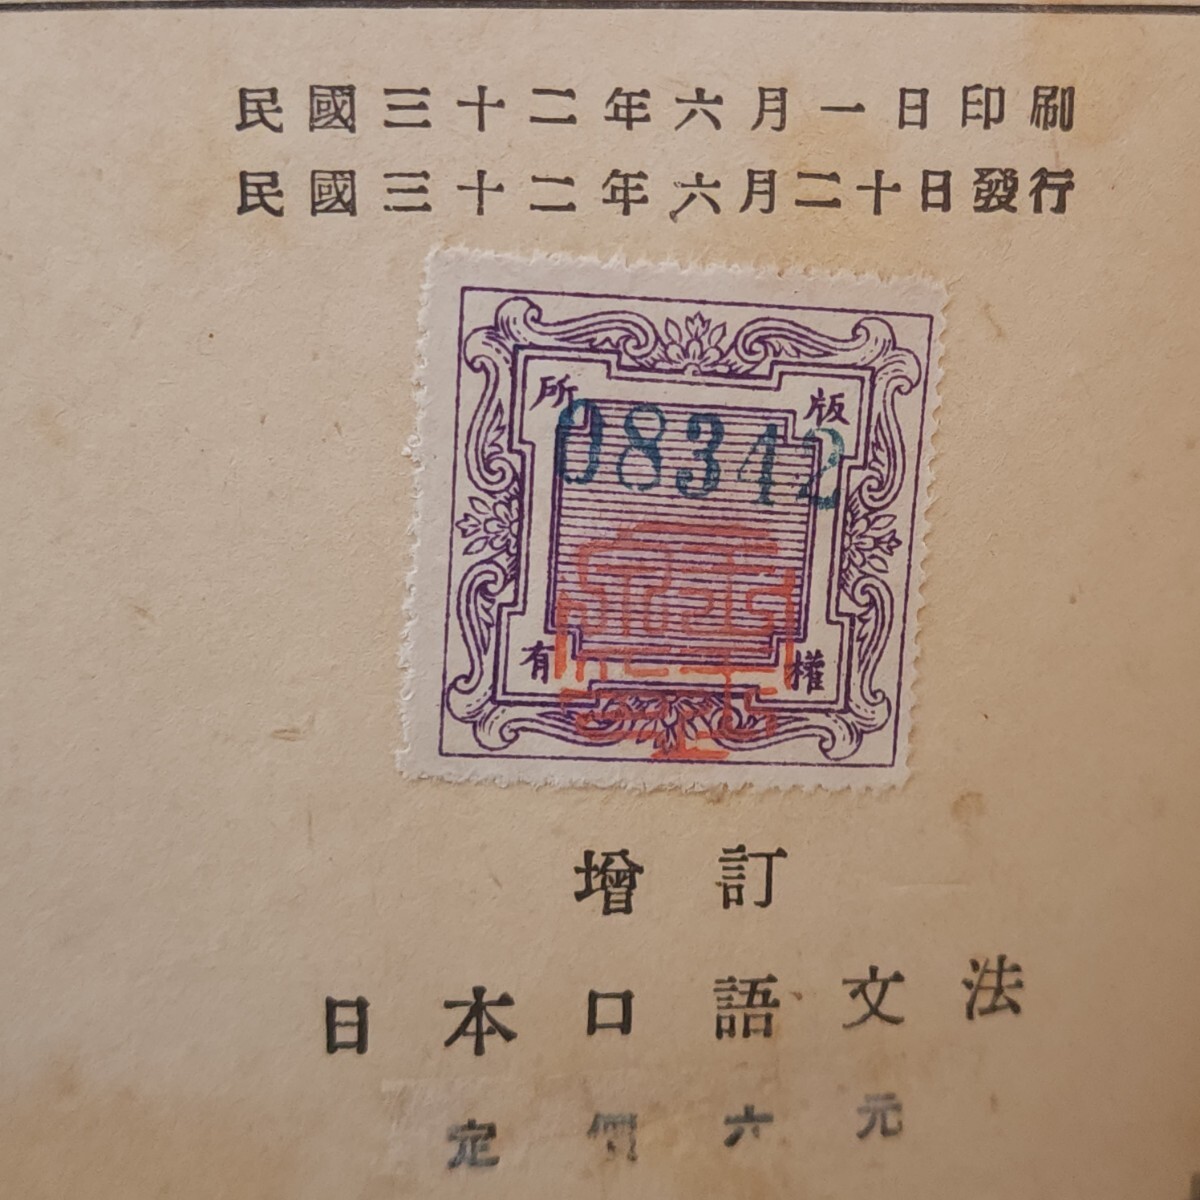 民國三十二年六月一日印刷
民國三十二年六月二十日發行
版權所有
08342
增訂
日本口語文法
定價六元